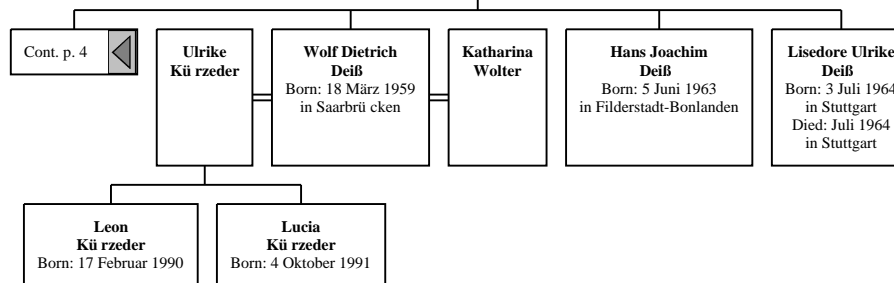 Cont. p. 4
Ulrike
Kü rzeder
Wolf Dietrich
Deiß
Born: 18 März 1959
in Saarbrü cken
Katharina
Wolter
Hans Joachim
Deiß
Born: 5 Juni 1963
in Filderstadt-Bonlanden
Lisedore Ulrike
Deiß
Born: 3 Juli 1964
in Stuttgart
Died: Juli 1964
in Stuttgart
Leon
Kü rzeder
Born: 17 Februar 1990
Lucia
Kü rzeder
Born: 4 Oktober 1991